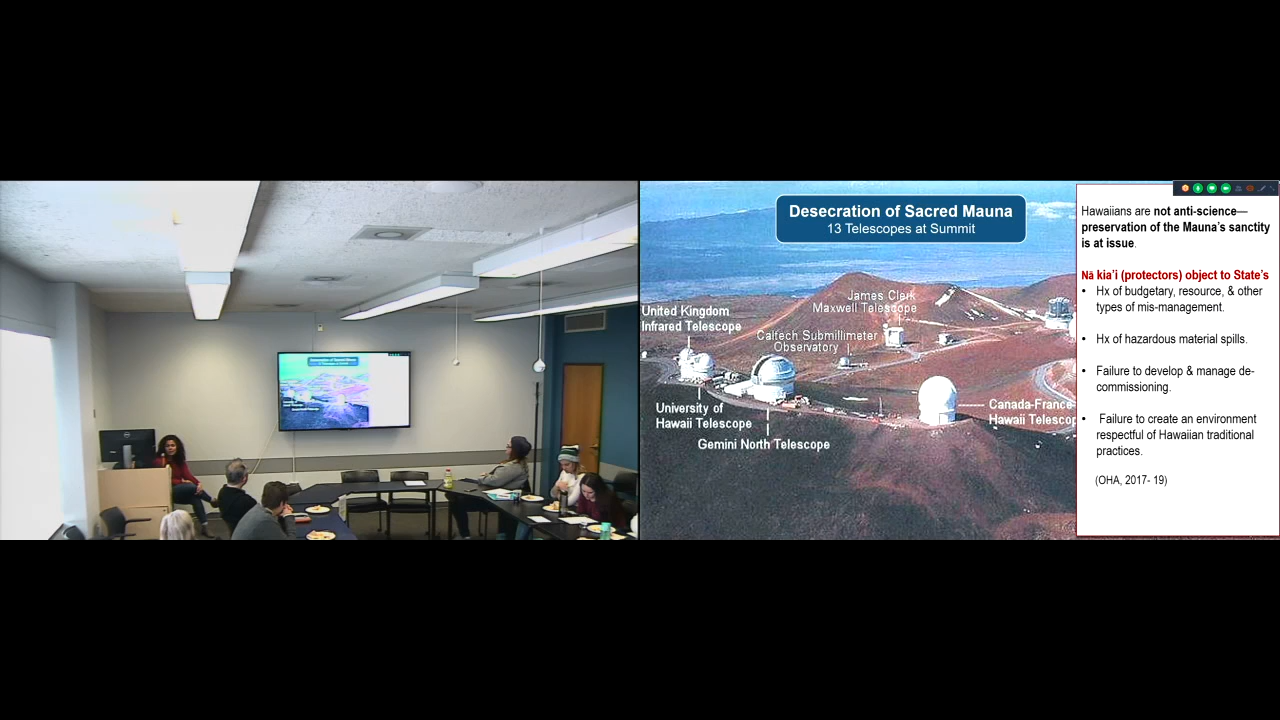 Desecration of Sacred Mauna
13 Telescopes at Summit
James Clerk
Maxwell Telescope
United Kingdom
Infrared Telescope
Caltech Submillimeter
Observatory
University of
Hawaii Telescope
Gemini North Telescope
Canada-France
Hawaii Telescop
Hawaiians are not anti-science—
preservation of the Mauna's sanctity
is at issue.
Nā kia'i (protectors) object to State's
• Hx of budgetary, resource, & other
types of mis-management.
• Hx of hazardous material spills.
• Failure to develop & manage de-
commissioning.
• Failure to create an environment
respectful of Hawaiian traditional
practices.
(OHA, 2017- 19)